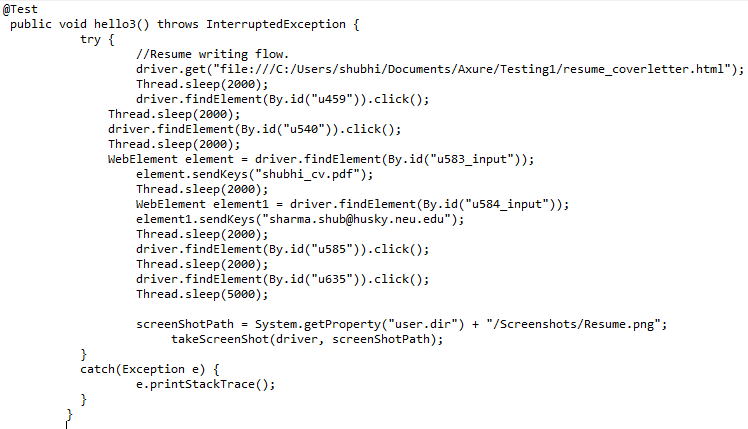 @Test
public void hello3() throws InterruptedException {
try {
//Resume writing flow.
driver.get("file:///C:/Users/shubhi/Documents/Axure/Testing1/resume_coverletter.html");
Thread.sleep(2000);
driver.findElement(By.id("u459")).click();
Thread.sleep(2000);
driver.findElement(By.id("u540")).click();
Thread.sleep(2000);
WebElement element = driver.findElement(By.id("u583_input"));
element.sendKeys("shubhi_cv.pdf");
Thread.sleep(2000);
WebElement element1 = driver.findElement(By.id("u584_input"));
element1.sendKeys("sharma.shub@husky.neu.edu");
Thread.sleep(2000);
driver.findElement(By.id("u585")).click();
Thread.sleep(2000);
driver.findElement(By.id("u635")).click();
Thread.sleep(5000);
screenShotPath = System.getProperty("user.dir") + "/Screenshots/Resume.png";
takeScreenShot(driver, screenShotPath);
}
catch(Exception e) {
e.printStackTrace();
}
}